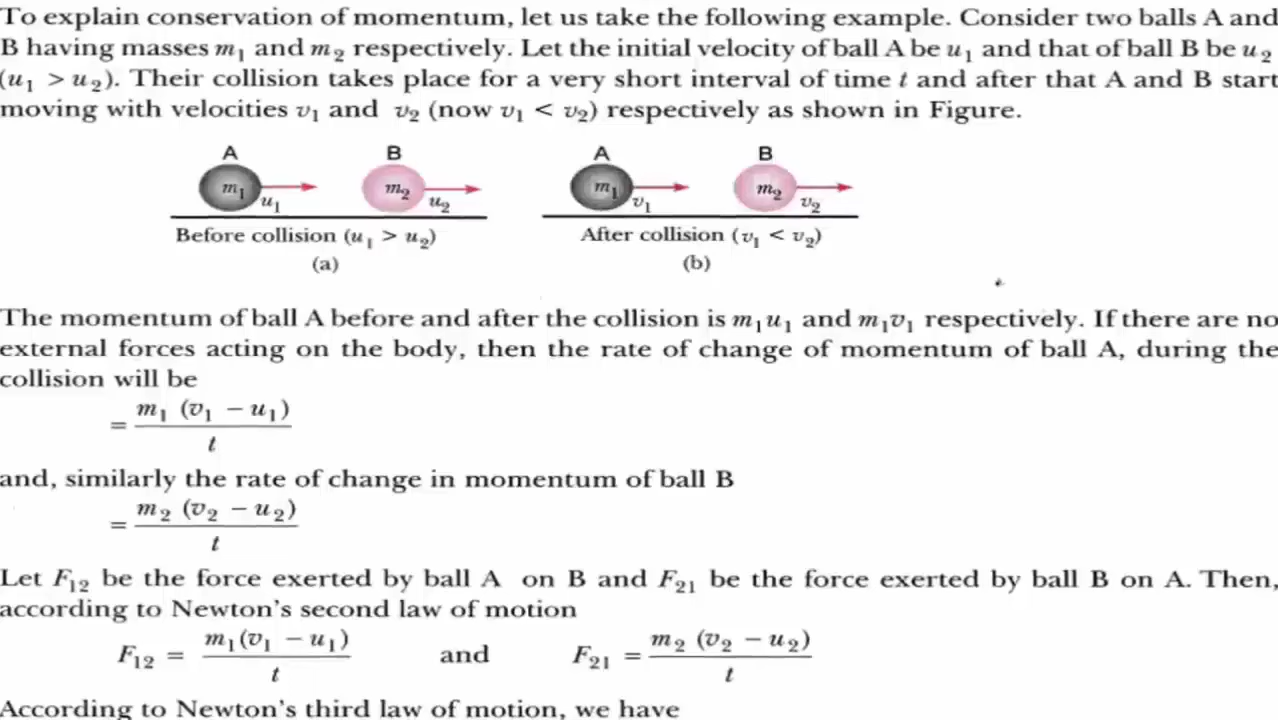 To explain conservation of momentum, let us take the following example. Consider two balls A and
B having masses m₁ and m₂ respectively. Let the initial velocity of ball A be u₁ and that of ball B be u₂
(u₁ > u₂). Their collision takes place for a very short interval of time t and after that A and B start
moving with velocities v₁ and v₂ (now v₁ < v₂) respectively as shown in Figure.
A B A B
m₁ u₁ m₂ u₂ m₁ v₁ m₂ v₂
Before collision (u₁ > u₂) After collision (v₁ < v₂)
(a) (b)
The momentum of ball A before and after the collision is m₁u₁ and m₁v₁ respectively. If there are no
external forces acting on the body, then the rate of change of momentum of ball A, during the
collision will be
= m₁ (v₁ − u₁) / t
and, similarly the rate of change in momentum of ball B
= m₂ (v₂ − u₂) / t
Let F₁₂ be the force exerted by ball A on B and F₂₁ be the force exerted by ball B on A. Then,
according to Newton's second law of motion
F₁₂ = m₁(v₁ − u₁) / t and F₂₁ = m₂ (v₂ − u₂) / t
According to Newton's third law of motion, we have